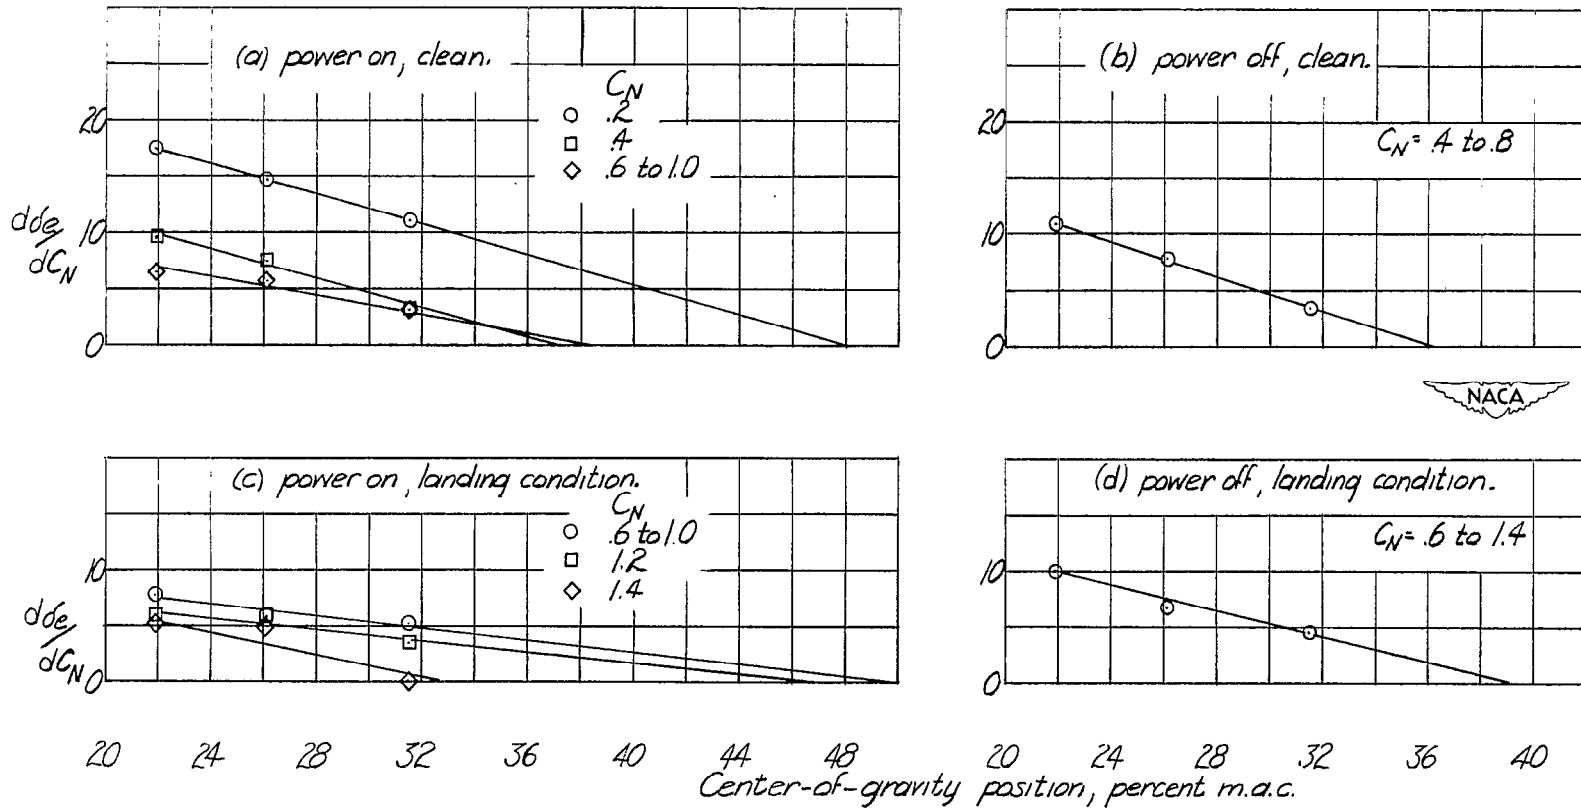 (a) power on, clean.
C_N
.2
.4
.6 to 1.0
20
10
0
dδe/dC_N
(b) power off, clean.
C_N = .4 to .8
20
10
0
NACA
(c) power on, landing condition.
C_N
.6 to 1.0
1.2
1.4
10
0
dδe/dC_N
(d) power off, landing condition.
C_N = .6 to 1.4
10
0
20 24 28 32 36 40 44 48
20 24 28 32 36 40
Center-of-gravity position, percent m.a.c.